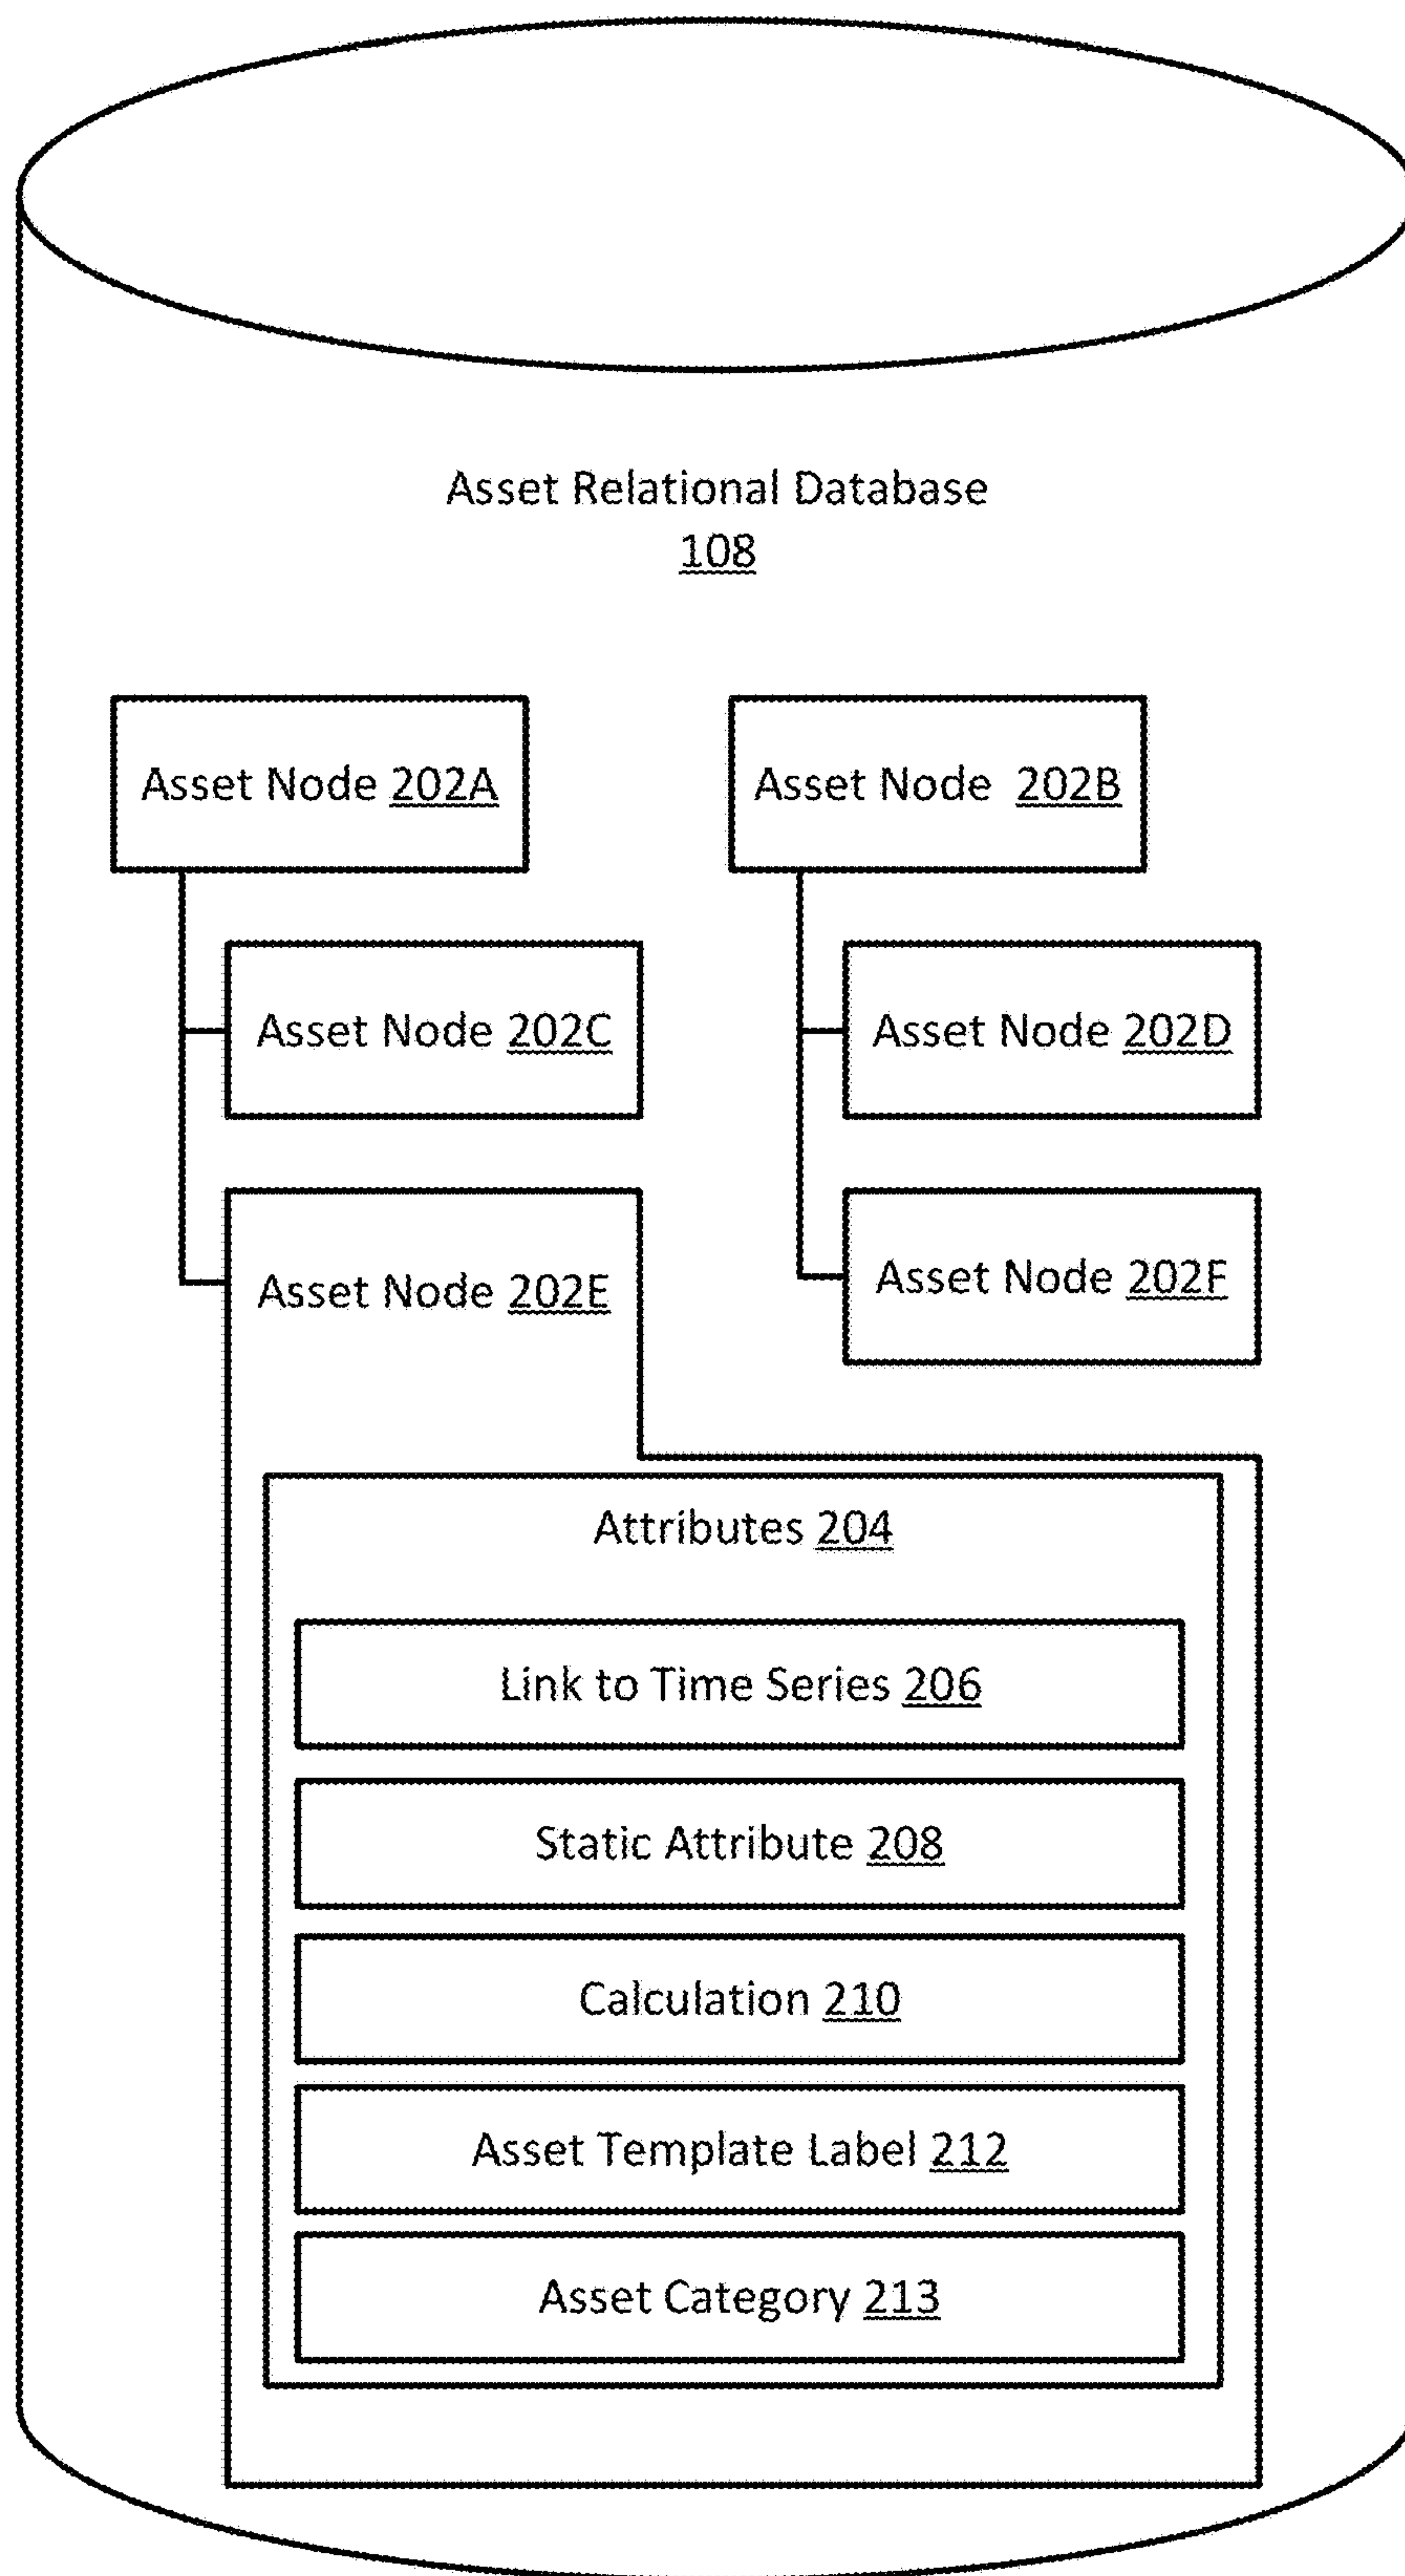 Asset Relational Database
108
Asset Node 202A
Asset Node 202B
Asset Node 202C
Asset Node 202D
Asset Node 202E
Asset Node 202F
Attributes 204
Link to Time Series 206
Static Attribute 208
Calculation 210
Asset Template Label 212
Asset Category 213